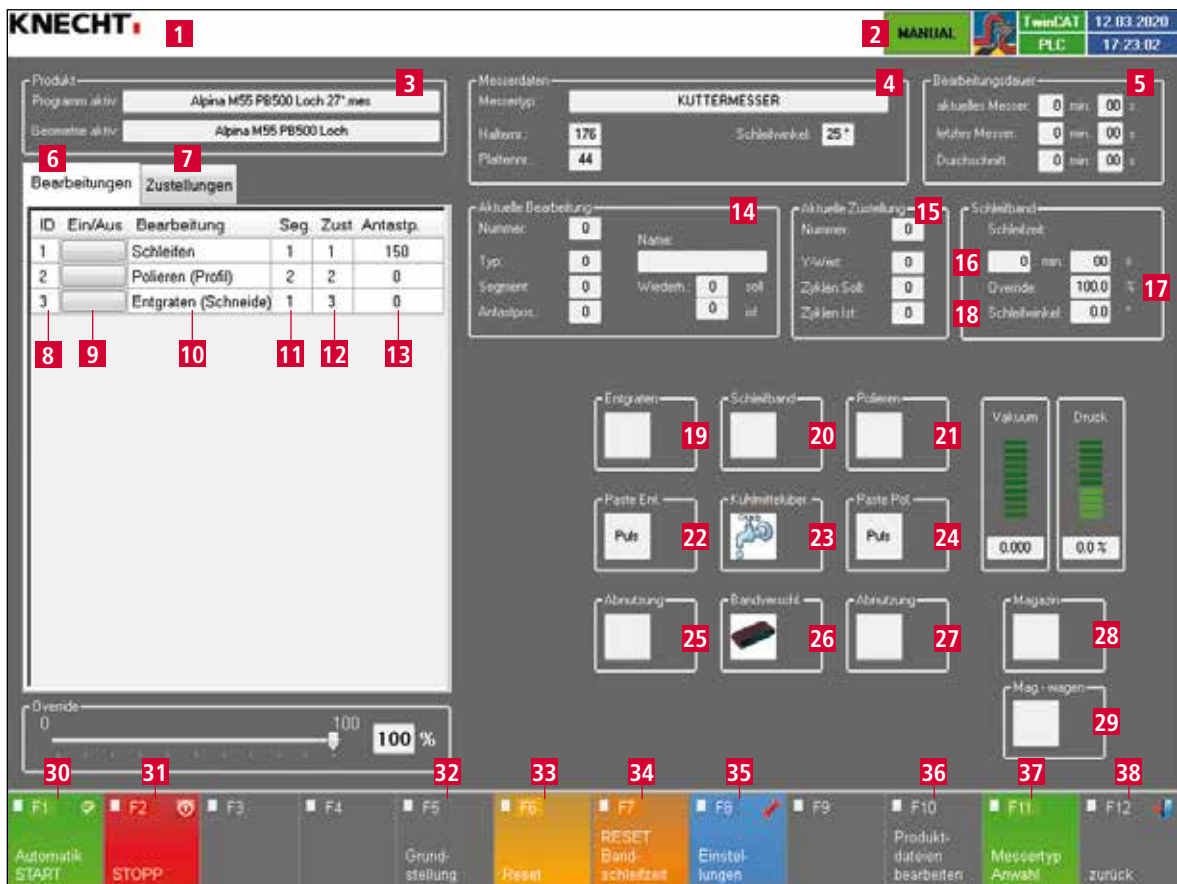 KNECHT
1
2
MANUAL
TwinCAT
PLC
12.03.2020
17:23:02
Produkt
3
Programm aktiv
Alpina M55 PB500 Loch 27°.mes
Geometrie aktiv
Alpina M55 PB500 Loch
Messerdaten
4
Messertyp
KUTTERMESSER
Halternr.:
176
Schleifwinkel
25 °
Plattennr.
44
Bearbeitungsdauer
5
aktuelles Messer:
0 min. 00 s
letztes Messer:
0 min. 00 s
Durchschnitt
0 min. 00 s
6
7
Bearbeitungen
Zustellungen
ID Ein/Aus Bearbeitung Seg. Zust Antastp.
1 Schleifen 1 1 150
2 Polieren (Profil) 2 2 0
3 Entgraten (Schneide) 1 3 0
8
9
10
11
12
13
Aktuelle Bearbeitung
14
Nummer:
0
Name:
Typ:
0
Segment
0
Wiederh.:
0
soll
Antastpos.:
0
0
ist
Aktuelle Zustellung
15
Nummer:
0
Y-Wert:
0
Zyklen Soll:
0
Zyklen Ist:
0
Schleifband
Schleifzeit:
16
0 min. 00 s
Override:
100.0 %
17
18
Schleifwinkel:
0.0 °
Entgraten
19
Schleifband
20
Polieren
21
Paste Ent.
Puls
22
Kühlmittelüber.
23
Paste Pol.
Puls
24
Abnutzung
25
Bandverschl.
26
Abnutzung
27
Vakuum
0.000
Druck
0.0 %
Magazin
28
Mag.-wagen
29
Override
0
100
100 %
30
31
32
33
34
35
36
37
38
F1
Automatik
START
F2
STOPP
F3
F4
F5
Grund-
stellung
F6
Reset
F7
RESET
Band-
schleifzeit
F8
Einstel-
lungen
F9
F10
Produkt-
dateien
bearbeiten
F11
Messertyp
Anwahl
F12
zurück